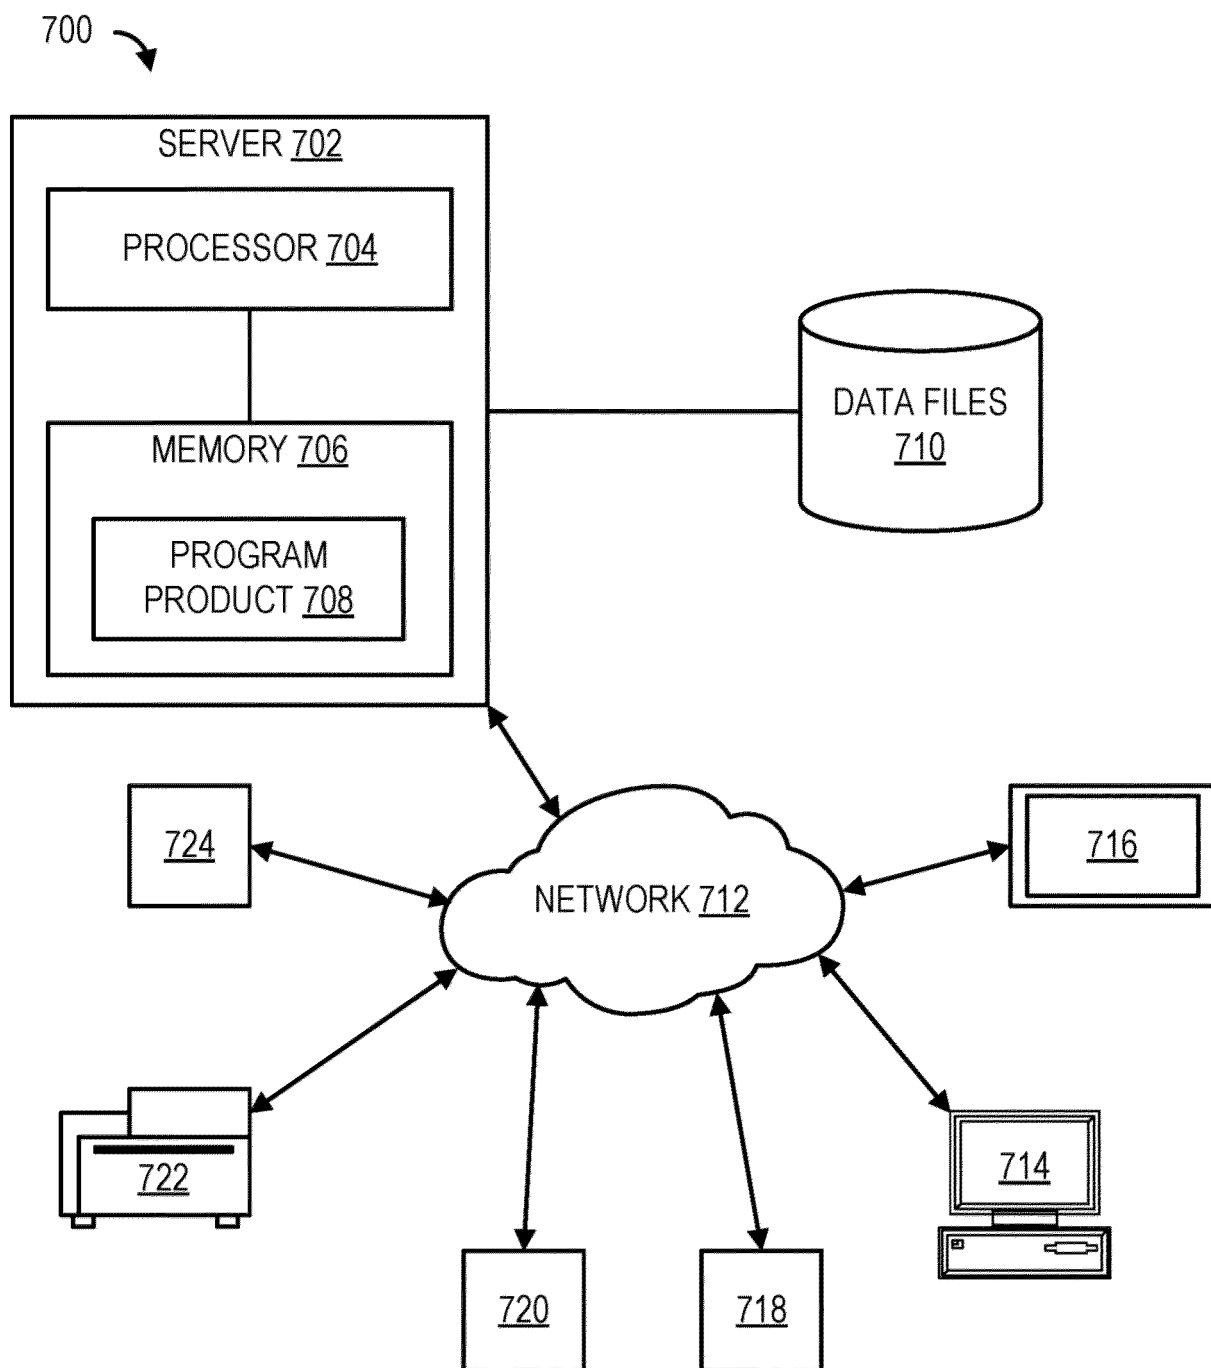 700
SERVER 702
PROCESSOR 704
MEMORY 706
PROGRAM
PRODUCT 708
DATA FILES
710
724
NETWORK 712
716
722
714
720
718